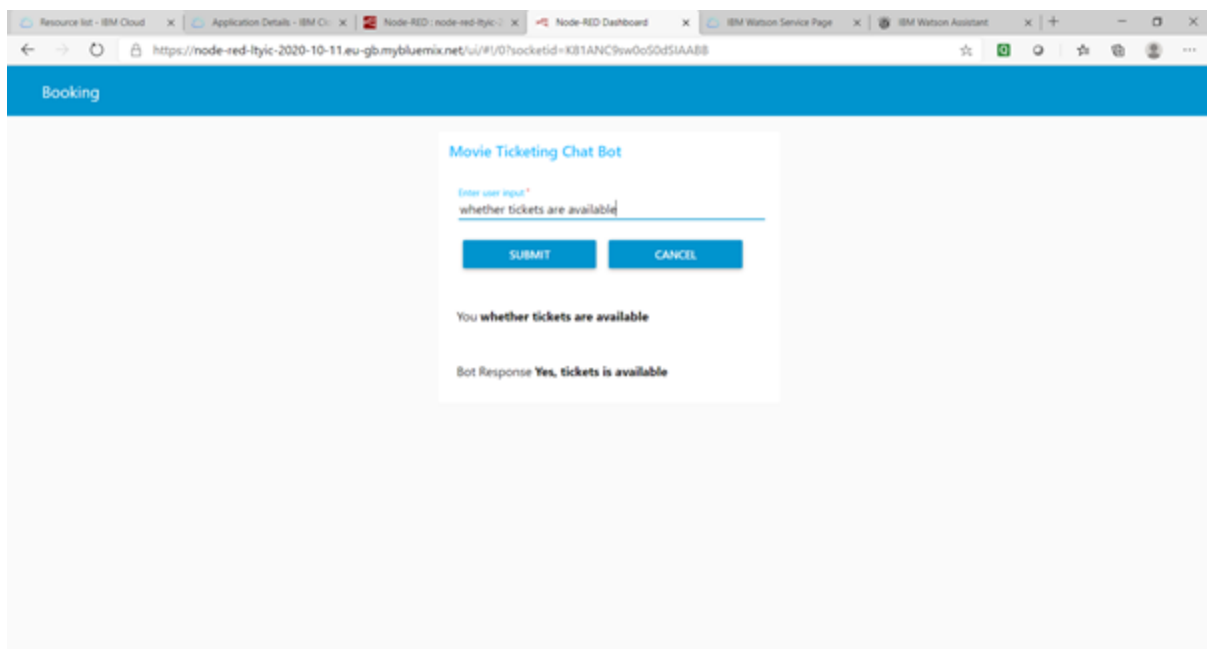 Resource list - IBM Cloud
Application Details - IBM Cl
Node-RED : node-red-ltyic-2
Node-RED Dashboard
IBM Watson Service Page
IBM Watson Assistant
https://node-red-ltyic-2020-10-11.eu-gb.mybluemix.net/ui/#!/0?socketid=
Booking
Movie Ticketing Chat Bot
Enter user input *
whether tickets are available
SUBMIT CANCEL
You whether tickets are available
Bot Response Yes, tickets is available